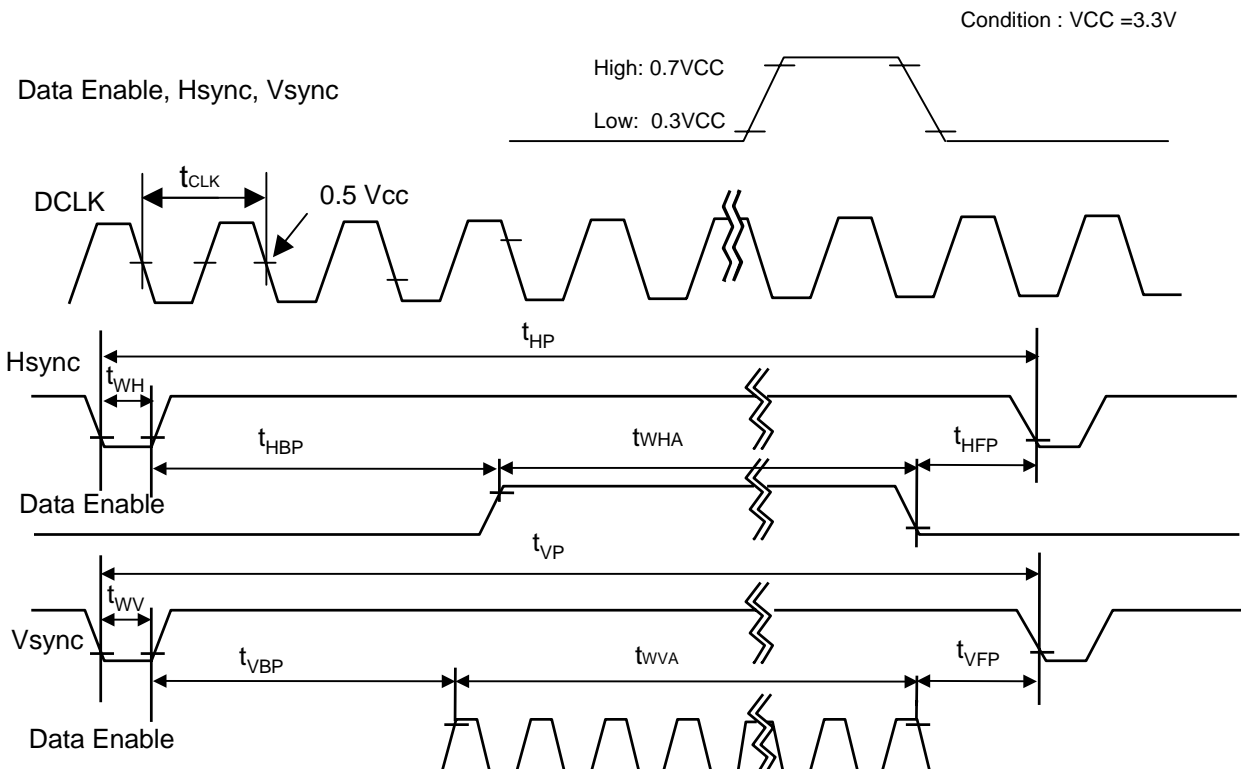 Condition : VCC =3.3V
High: 0.7VCC
Data Enable, Hsync, Vsync
Low: 0.3VCC
tCLK
DCLK
0.5 Vcc
tHP
Hsync
tWH
tHBP
tWHA
tHFP
Data Enable
tVP
tWV
Vsync
tVBP
tWVA
tVFP
Data Enable